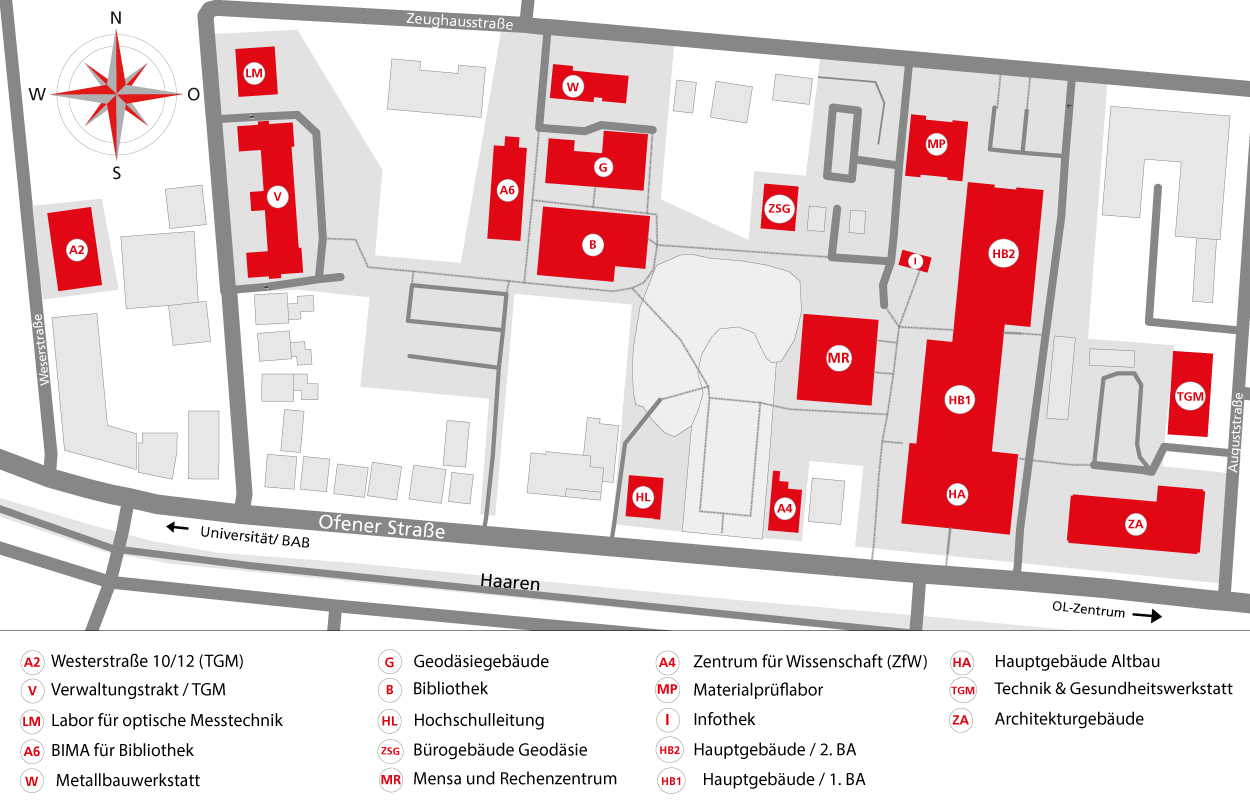 N
W
O
S
Zeughausstraße
LM
W
V
A6
G
MP
ZSG
A2
B
HB2
I
MR
HB1
TGM
Weserstraße
Auguststraße
HL
A4
HA
ZA
Ofener Straße
Universität/ BAB
Haaren
OL-Zentrum
A2 Westerstraße 10/12 (TGM)
V Verwaltungstrakt / TGM
LM Labor für optische Messtechnik
A6 BIMA für Bibliothek
W Metallbauwerkstatt
G Geodäsiegebäude
B Bibliothek
HL Hochschulleitung
ZSG Bürogebäude Geodäsie
MR Mensa und Rechenzentrum
A4 Zentrum für Wissenschaft (ZfW)
MP Materialprüflabor
I Infothek
HB2 Hauptgebäude / 2. BA
HB1 Hauptgebäude / 1. BA
HA Hauptgebäude Altbau
TGM Technik & Gesundheitswerkstatt
ZA Architekturgebäude